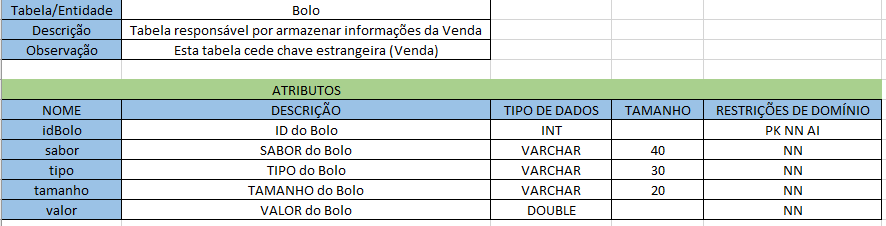 Tabela/Entidade Bolo
Descrição Tabela responsável por armazenar informações da Venda
Observação Esta tabela cede chave estrangeira (Venda)
ATRIBUTOS
NOME DESCRIÇÃO TIPO DE DADOS TAMANHO RESTRIÇÕES DE DOMÍNIO
idBolo ID do Bolo INT PK NN AI
sabor SABOR do Bolo VARCHAR 40 NN
tipo TIPO do Bolo VARCHAR 30 NN
tamanho TAMANHO do Bolo VARCHAR 20 NN
valor VALOR do Bolo DOUBLE NN